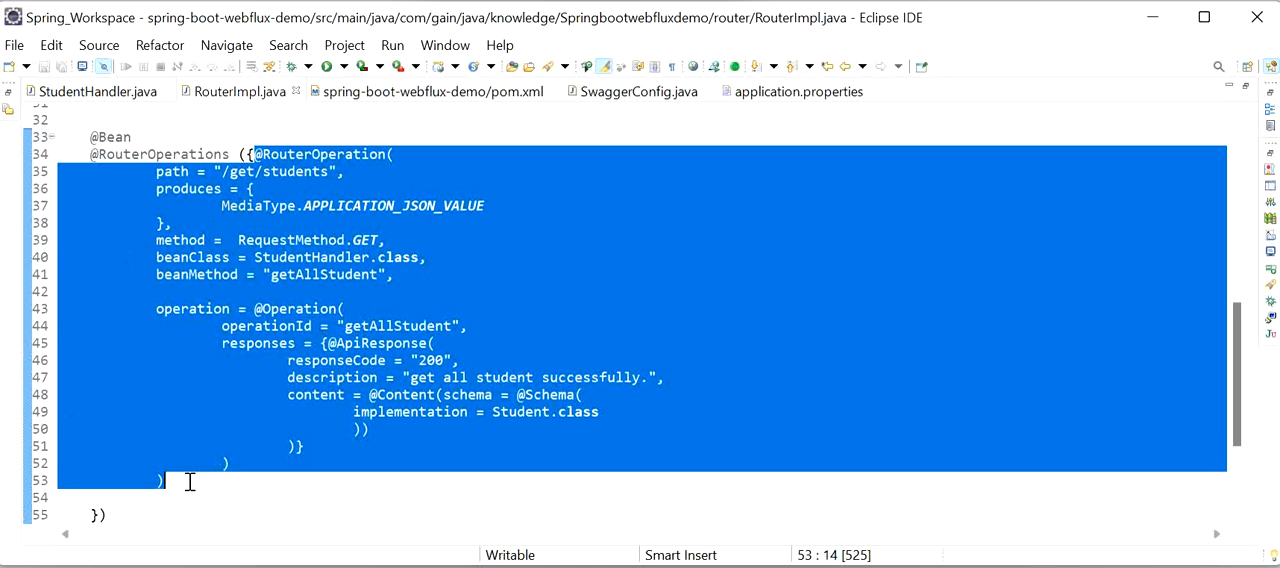 Spring_Workspace - spring-boot-webflux-demo/src/main/java/com/gain/java/knowledge/Springbootwebfluxdemo/router/RouterImpl.java - Eclipse IDE
File Edit Source Refactor Navigate Search Project Run Window Help
StudentHandler.java RouterImpl.java spring-boot-webflux-demo/pom.xml SwaggerConfig.java application.properties
32
33 @Bean
34 @RouterOperations ({@RouterOperation(
35 path = "/get/students",
36 produces = {
37 MediaType.APPLICATION_JSON_VALUE
38 },
39 method =  RequestMethod.GET,
40 beanClass = StudentHandler.class,
41 beanMethod = "getAllStudent",
42
43 operation = @Operation(
44 operationId = "getAllStudent",
45 responses = {@ApiResponse(
46 responseCode = "200",
47 description = "get all student successfully.",
48 content = @Content(schema = @Schema(
49 implementation = Student.class
50 ))
51 )}
52 )
53 )
54
55 })
Writable Smart Insert 53 : 14 [525]